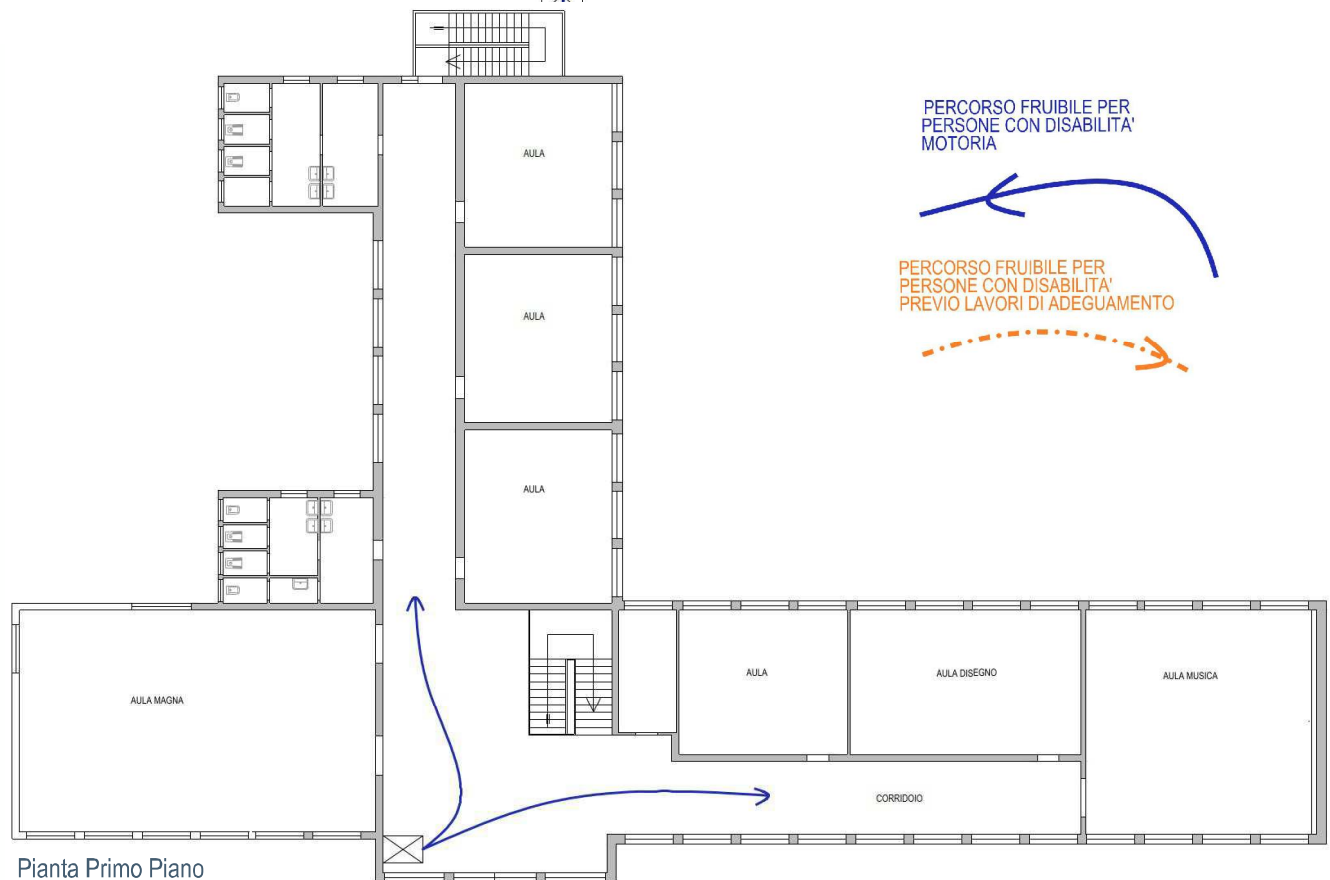 AULA
PERCORSO FRUIBILE PER
PERSONE CON DISABILITA'
MOTORIA
PERCORSO FRUIBILE PER
PERSONE CON DISABILITA'
PREVIO LAVORI DI ADEGUAMENTO
AULA
AULA
AULA MAGNA
AULA
AULA DISEGNO
AULA MUSICA
CORRIDOIO
Pianta Primo Piano